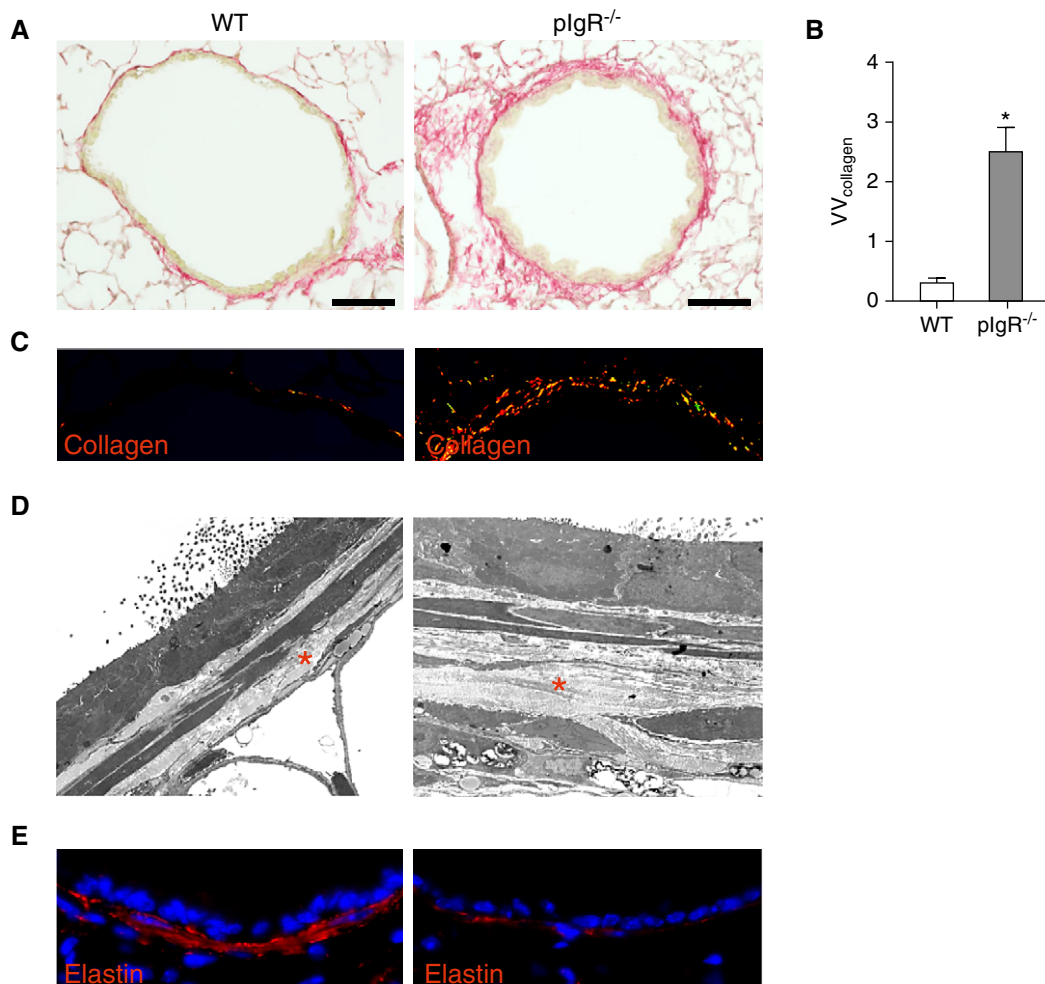 A
WT
pIgR-/-
B
4
3
2
1
0
VVcollagen
*
WT
pIgR-/-
C
Collagen
Collagen
D
*
*
E
Elastin
Elastin